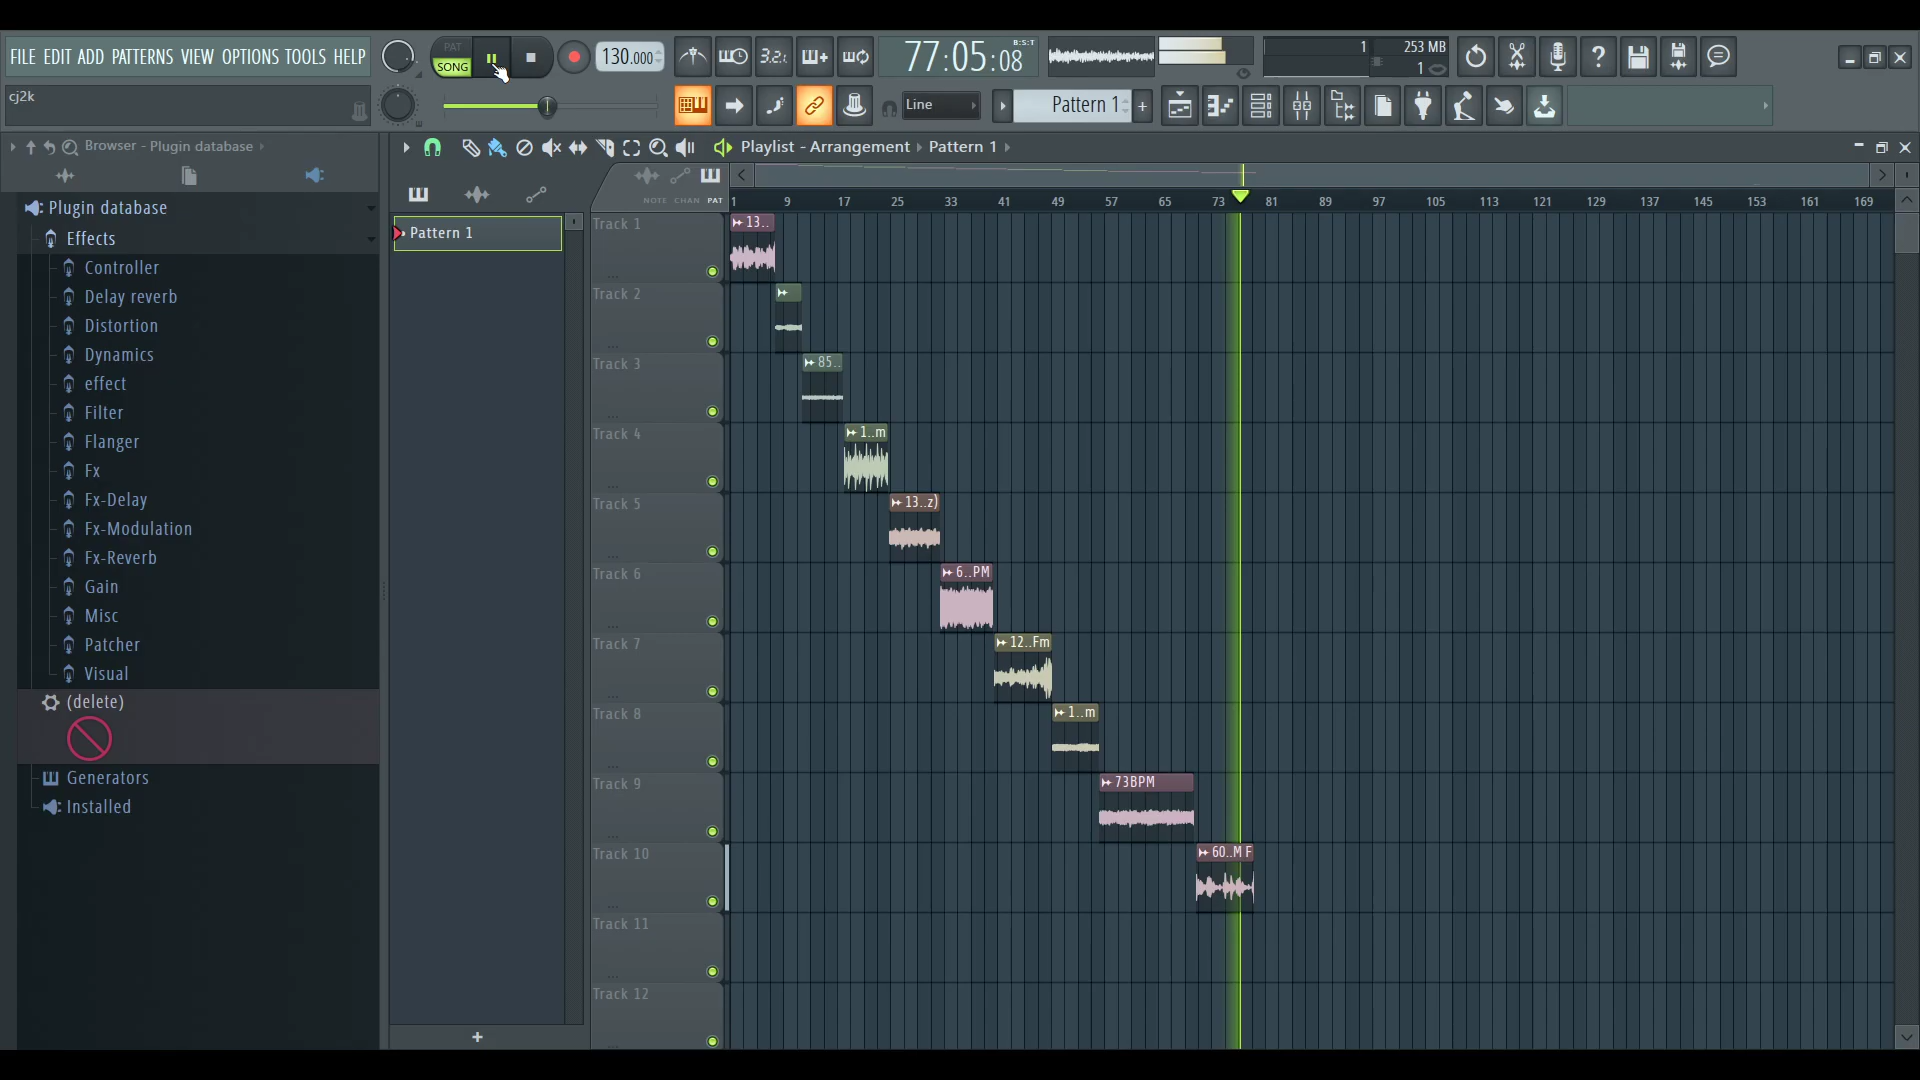 FILE EDIT ADD PATTERNS VIEW OPTIONS TOOLS HELP
PAT
SONG
130.000
3.2.1
77:05:08
B:S:T
1
253 MB
1
cj2k
Line
Pattern 1
+
Browser - Plugin database
Playlist - Arrangement › Pattern 1 ›
NOTE CHAN PAT
1 9 17 25 33 41 49 57 65 73 81 89 97 105 113 121 129 137 145 153 161 169
Plugin database
Effects
Controller
Delay reverb
Distortion
Dynamics
effect
Filter
Flanger
Fx
Fx-Delay
Fx-Modulation
Fx-Reverb
Gain
Misc
Patcher
Visual
(delete)
Generators
Installed
Pattern 1
+
Track 1
13..
Track 2
Track 3
85..
Track 4
1..m
Track 5
13..z)
Track 6
6..PM
Track 7
12..Fm
Track 8
1..m
Track 9
73BPM
Track 10
60..M F
Track 11
Track 12